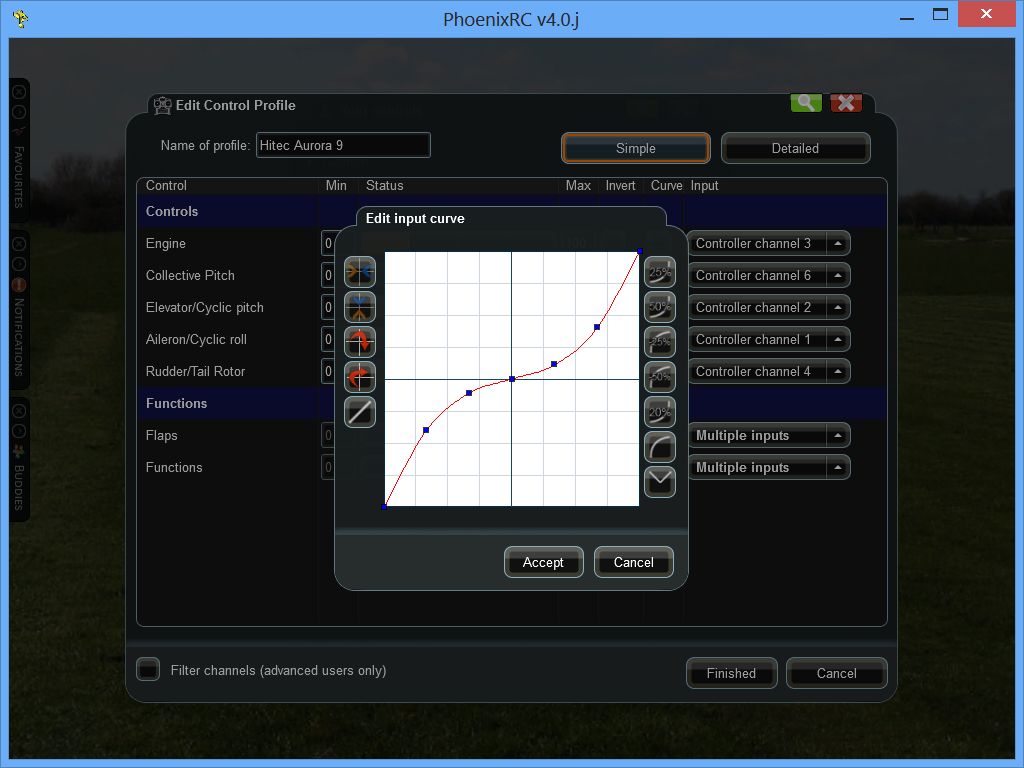 PhoenixRC v4.0.j
Edit Control Profile
Name of profile: Hitec Aurora 9
Simple
Detailed
Control Min Status Max Invert Curve Input
Controls
Edit input curve
Engine 0 100 Controller channel 3
Collective Pitch 0 Controller channel 6
Elevator/Cyclic pitch 0 Controller channel 2
Aileron/Cyclic roll 0 Controller channel 1
Rudder/Tail Rotor 0 Controller channel 4
Functions
Flaps 0 Multiple inputs
Functions 0 Multiple inputs
25%
50%
20%
Accept
Cancel
Filter channels (advanced users only)
Finished
Cancel
FAVOURITES
NOTIFICATIONS
BUDDIES